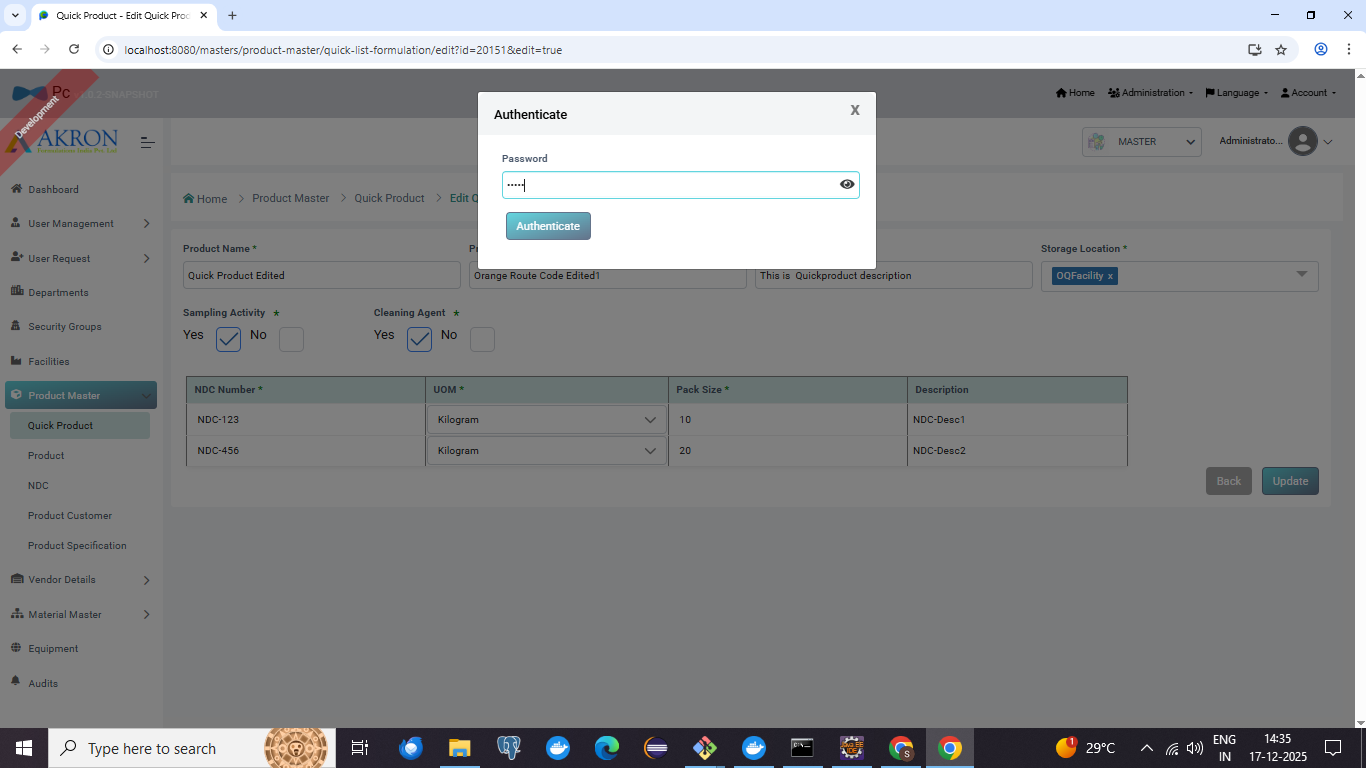 Quick Product - Edit Quick Proc
localhost:8080/masters/product-master/quick-list-formulation/edit?id=20151&edit=true
Pc - 1.0.2-SNAPSHOT
Development
Home Administration Language Account
AKRON
MASTER
Administrato...
Authenticate
X
Password
•••••
Authenticate
Home > Product Master > Quick Product > Edit Q
Product Name *
Storage Location *
Quick Product Edited
Orange Route Code Edited1
This is Quickproduct description
OQFacility x
Sampling Activity *
Cleaning Agent *
Yes No
Yes No
NDC Number * UOM * Pack Size * Description
NDC-123 Kilogram 10 NDC-Desc1
NDC-456 Kilogram 20 NDC-Desc2
Back Update
Dashboard
User Management
User Request
Departments
Security Groups
Facilities
Product Master
Quick Product
Product
NDC
Product Customer
Product Specification
Vendor Details
Material Master
Equipment
Audits
Type here to search
1
29°C
ENG
IN
14:35
17-12-2025